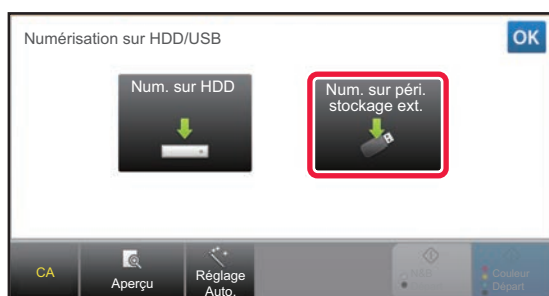 Numérisation sur HDD/USB
OK
Num. sur HDD
Num. sur péri.
stockage ext.
CA
Aperçu
Réglage
Auto.
N&B
Couleur
Départ